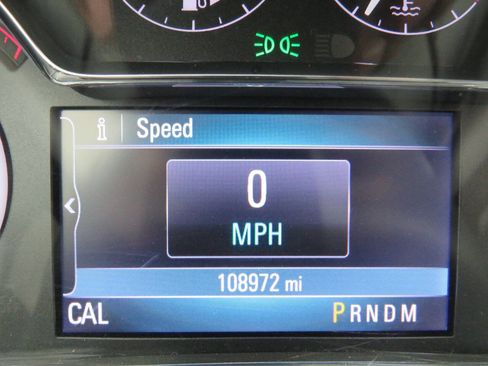 i Speed
0
MPH
108972 mi
CAL PRNDM